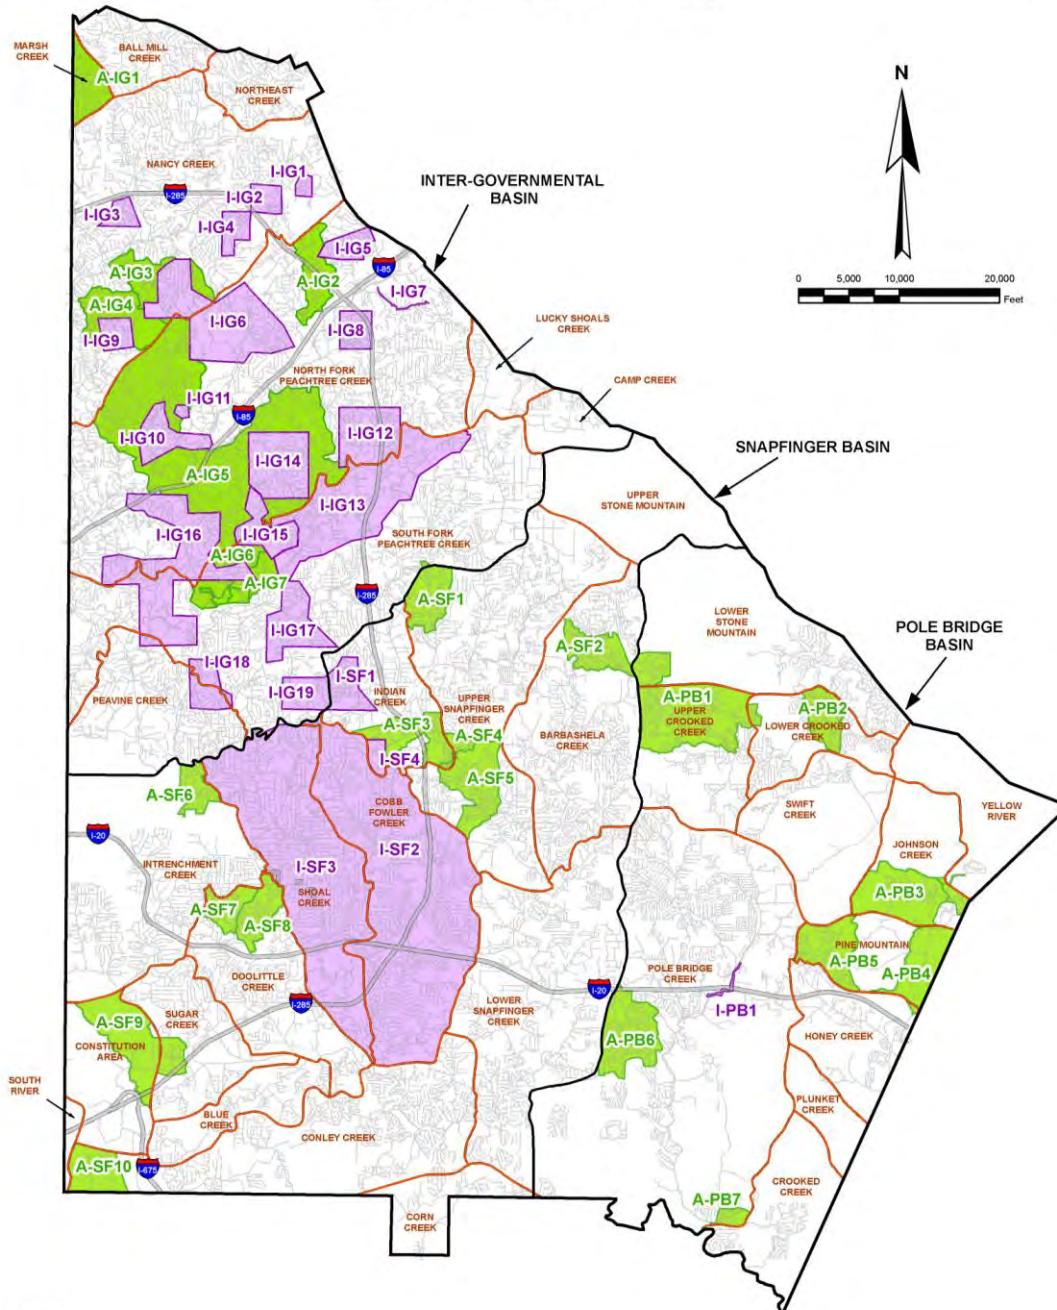 MARSH
CREEK
BALL MILL
CREEK
A-IG1
NORTHEAST
CREEK
N
NANCY CREEK
I-285
I-IG1
I-IG2
INTER-GOVERNMENTAL
BASIN
I-IG3
I-IG4
I-IG5
I-85
A-IG3
A-IG2
I-IG7
0
5,000
10,000
20,000
Feet
A-IG4
I-IG6
I-IG8
I-IG9
LUCKY SHOALS
CREEK
NORTH FORK
PEACHTREE CREEK
CAMP CREEK
I-IG11
I-85
I-IG10
I-IG12
SNAPFINGER BASIN
I-IG14
A-IG5
I-IG13
UPPER
STONE MOUNTAIN
I-IG16
I-IG15
SOUTH FORK
PEACHTREE CREEK
A-IG6
A-IG7
I-285
A-SF1
LOWER
STONE
MOUNTAIN
POLE BRIDGE
BASIN
I-IG17
A-SF2
I-IG18
I-SF1
PEAVINE CREEK
I-IG19
INDIAN
CREEK
UPPER
SNAPFINGER
CREEK
A-PB1
UPPER
CROOKED
CREEK
A-PB2
LOWER CROOKED
CREEK
A-SF3
A-SF4
BARBASHELA
CREEK
I-SF4
A-SF5
A-SF6
COBB
FOWLER
CREEK
SWIFT
CREEK
YELLOW
RIVER
I-20
JOHNSON
CREEK
I-SF2
INTRENCHMENT
CREEK
I-SF3
SHOAL
CREEK
A-PB3
A-SF7
A-SF8
PINE MOUNTAIN
A-PB5
A-PB4
DOOLITTLE
CREEK
POLE BRIDGE
CREEK
I-20
I-285
LOWER
SNAPFINGER
CREEK
I-PB1
A-SF9
SUGAR
CREEK
CONSTITUTION
AREA
A-PB6
HONEY CREEK
SOUTH
RIVER
PLUNKET
CREEK
BLUE
CREEK
CONLEY CREEK
A-SF10
I-675
CROOKED
CREEK
A-PB7
CORN
CREEK